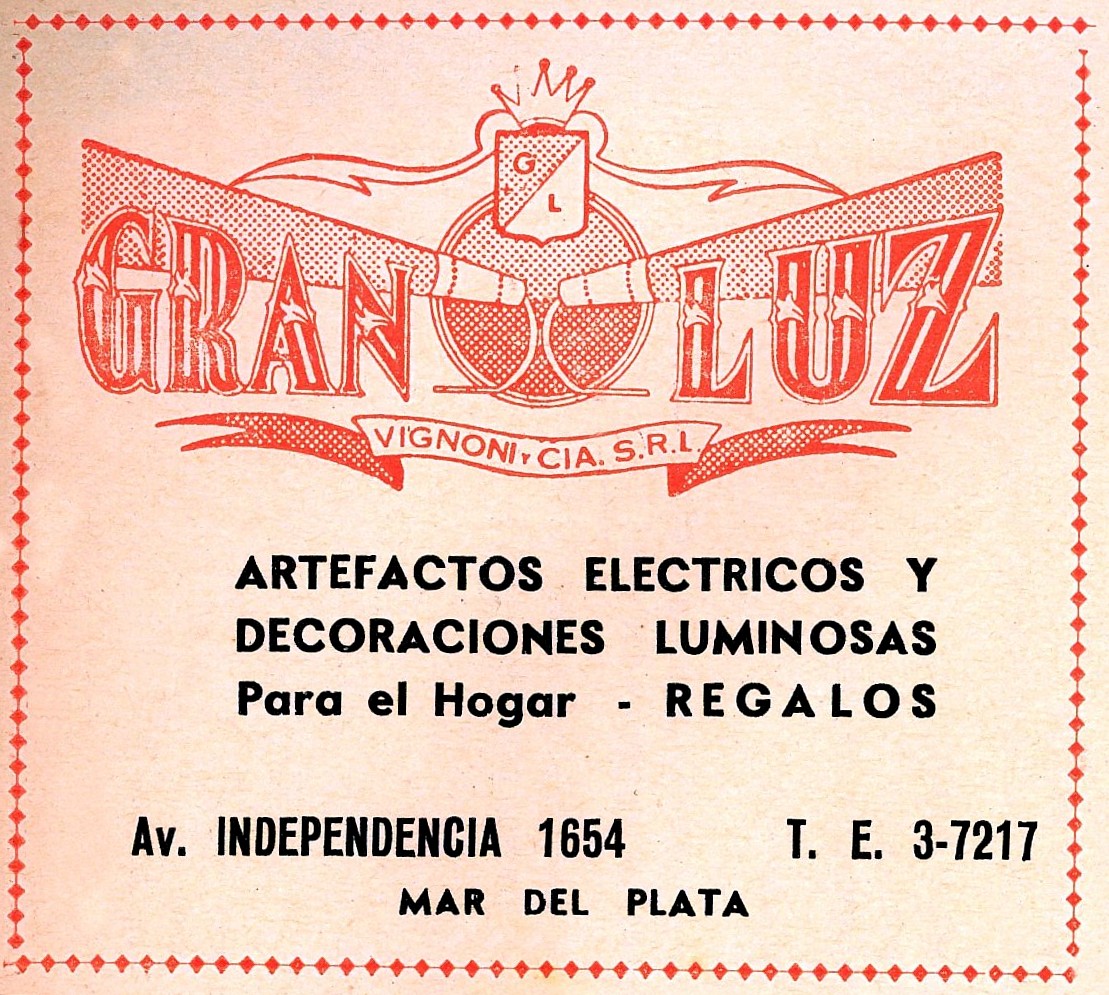 G
L
GRAN LUZ
VIGNONI Y CIA. S.R.L.
ARTEFACTOS ELECTRICOS Y
DECORACIONES LUMINOSAS
Para el Hogar - REGALOS
Av. INDEPENDENCIA 1654 T. E. 3-7217
MAR DEL PLATA